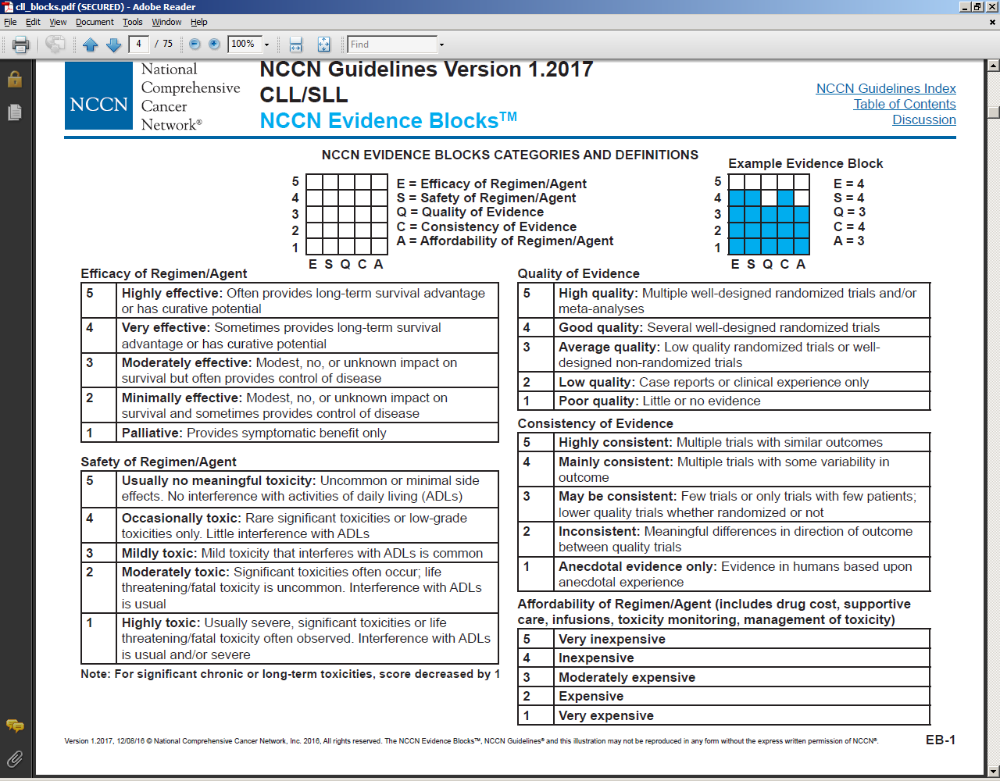 cll_blocks.pdf (SECURED) - Adobe Reader
File Edit View Document Tools Window Help
4 / 75 100% Find
National
Comprehensive
Cancer
Network®
NCCN
NCCN Guidelines Version 1.2017
CLL/SLL
NCCN Evidence Blocks™
NCCN Guidelines Index
Table of Contents
Discussion
NCCN EVIDENCE BLOCKS CATEGORIES AND DEFINITIONS
5
4
3
2
1
E S Q C A
E = Efficacy of Regimen/Agent
S = Safety of Regimen/Agent
Q = Quality of Evidence
C = Consistency of Evidence
A = Affordability of Regimen/Agent
Example Evidence Block
5
4
3
2
1
E S Q C A
E = 4
S = 4
Q = 3
C = 4
A = 3
Efficacy of Regimen/Agent
5 Highly effective: Often provides long-term survival advantage
or has curative potential
4 Very effective: Sometimes provides long-term survival
advantage or has curative potential
3 Moderately effective: Modest, no, or unknown impact on
survival but often provides control of disease
2 Minimally effective: Modest, no, or unknown impact on
survival and sometimes provides control of disease
1 Palliative: Provides symptomatic benefit only
Safety of Regimen/Agent
5 Usually no meaningful toxicity: Uncommon or minimal side
effects. No interference with activities of daily living (ADLs)
4 Occasionally toxic: Rare significant toxicities or low-grade
toxicities only. Little interference with ADLs
3 Mildly toxic: Mild toxicity that interferes with ADLs is common
2 Moderately toxic: Significant toxicities often occur; life
threatening/fatal toxicity is uncommon. Interference with ADLs
is usual
1 Highly toxic: Usually severe, significant toxicities or life
threatening/fatal toxicity often observed. Interference with ADLs
is usual and/or severe
Note: For significant chronic or long-term toxicities, score decreased by 1
Quality of Evidence
5 High quality: Multiple well-designed randomized trials and/or
meta-analyses
4 Good quality: Several well-designed randomized trials
3 Average quality: Low quality randomized trials or well-
designed non-randomized trials
2 Low quality: Case reports or clinical experience only
1 Poor quality: Little or no evidence
Consistency of Evidence
5 Highly consistent: Multiple trials with similar outcomes
4 Mainly consistent: Multiple trials with some variability in
outcome
3 May be consistent: Few trials or only trials with few patients;
lower quality trials whether randomized or not
2 Inconsistent: Meaningful differences in direction of outcome
between quality trials
1 Anecdotal evidence only: Evidence in humans based upon
anecdotal experience
Affordability of Regimen/Agent (includes drug cost, supportive
care, infusions, toxicity monitoring, management of toxicity)
5 Very inexpensive
4 Inexpensive
3 Moderately expensive
2 Expensive
1 Very expensive
Version 1.2017, 12/08/16 © National Comprehensive Cancer Network, Inc. 2016, All rights reserved. The NCCN Evidence Blocks™, NCCN Guidelines® and this illustration may not be reproduced in any form without the express written permission of NCCN®.
EB-1